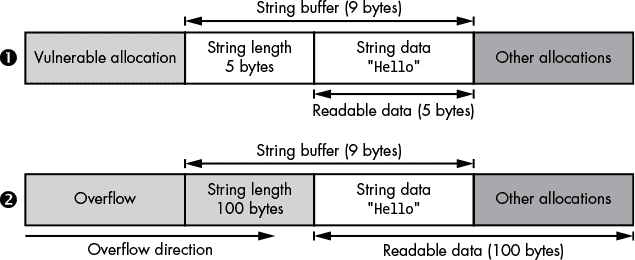 String buffer (9 bytes)
❶
Vulnerable allocation
String length
5 bytes
String data
"Hello"
Other allocations
Readable data (5 bytes)
String buffer (9 bytes)
❷
Overflow
String length
100 bytes
String data
"Hello"
Other allocations
Overflow direction
Readable data (100 bytes)